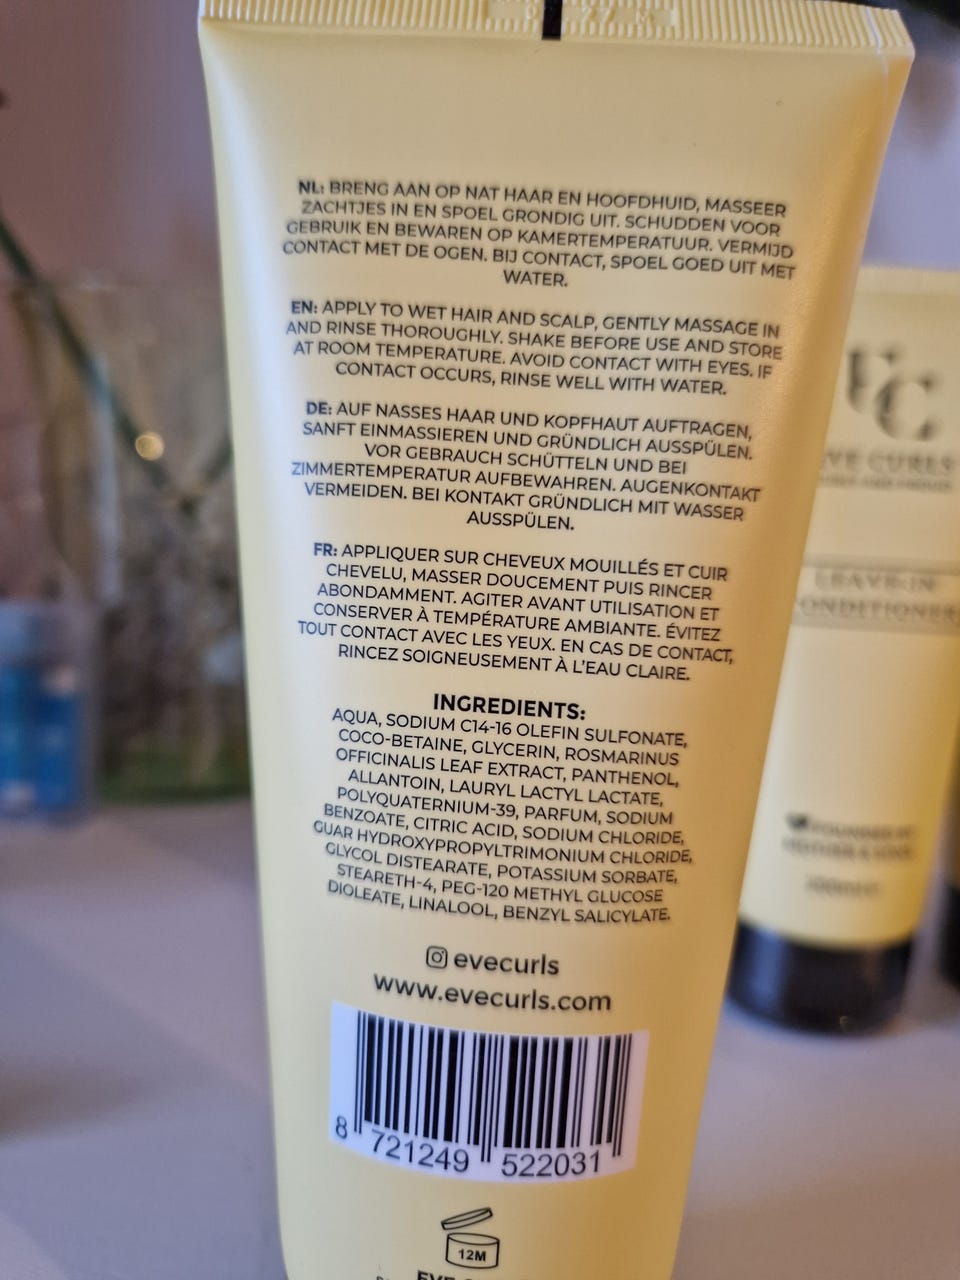 NL: BRENG AAN OP NAT HAAR EN HOOFDHUID, MASSEER
ZACHTJES IN EN SPOEL GRONDIG UIT. SCHUDDEN VOOR
GEBRUIK EN BEWAREN OP KAMERTEMPERATUUR. VERMIJD
CONTACT MET DE OGEN. BIJ CONTACT, SPOEL GOED UIT MET
WATER.
EN: APPLY TO WET HAIR AND SCALP, GENTLY MASSAGE IN
AND RINSE THOROUGHLY. SHAKE BEFORE USE AND STORE
AT ROOM TEMPERATURE. AVOID CONTACT WITH EYES. IF
CONTACT OCCURS, RINSE WELL WITH WATER.
DE: AUF NASSES HAAR UND KOPFHAUT AUFTRAGEN,
SANFT EINMASSIEREN UND GRÜNDLICH AUSSPÜLEN.
VOR GEBRAUCH SCHÜTTELN UND BEI
ZIMMERTEMPERATUR AUFBEWAHREN. AUGENKONTAKT
VERMEIDEN. BEI KONTAKT GRÜNDLICH MIT WASSER
AUSSPÜLEN.
FR: APPLIQUER SUR CHEVEUX MOUILLÉS ET CUIR
CHEVELU, MASSER DOUCEMENT PUIS RINCER
ABONDAMMENT. AGITER AVANT UTILISATION ET
CONSERVER À TEMPÉRATURE AMBIANTE. ÉVITEZ
TOUT CONTACT AVEC LES YEUX. EN CAS DE CONTACT,
RINCEZ SOIGNEUSEMENT À L'EAU CLAIRE.
INGREDIENTS:
AQUA, SODIUM C14-16 OLEFIN SULFONATE,
COCO-BETAINE, GLYCERIN, ROSMARINUS
OFFICINALIS LEAF EXTRACT, PANTHENOL,
ALLANTOIN, LAURYL LACTYL LACTATE,
POLYQUATERNIUM-39, PARFUM, SODIUM
BENZOATE, CITRIC ACID, SODIUM CHLORIDE,
GUAR HYDROXYPROPYLTRIMONIUM CHLORIDE,
GLYCOL DISTEARATE, POTASSIUM SORBATE,
STEARETH-4, PEG-120 METHYL GLUCOSE
DIOLEATE, LINALOOL, BENZYL SALICYLATE.
evecurls
www.evecurls.com
8 721249 522031
12M
EC
EVE CURLS
LEAVE-IN
CONDITIONER
FOUNDED BY